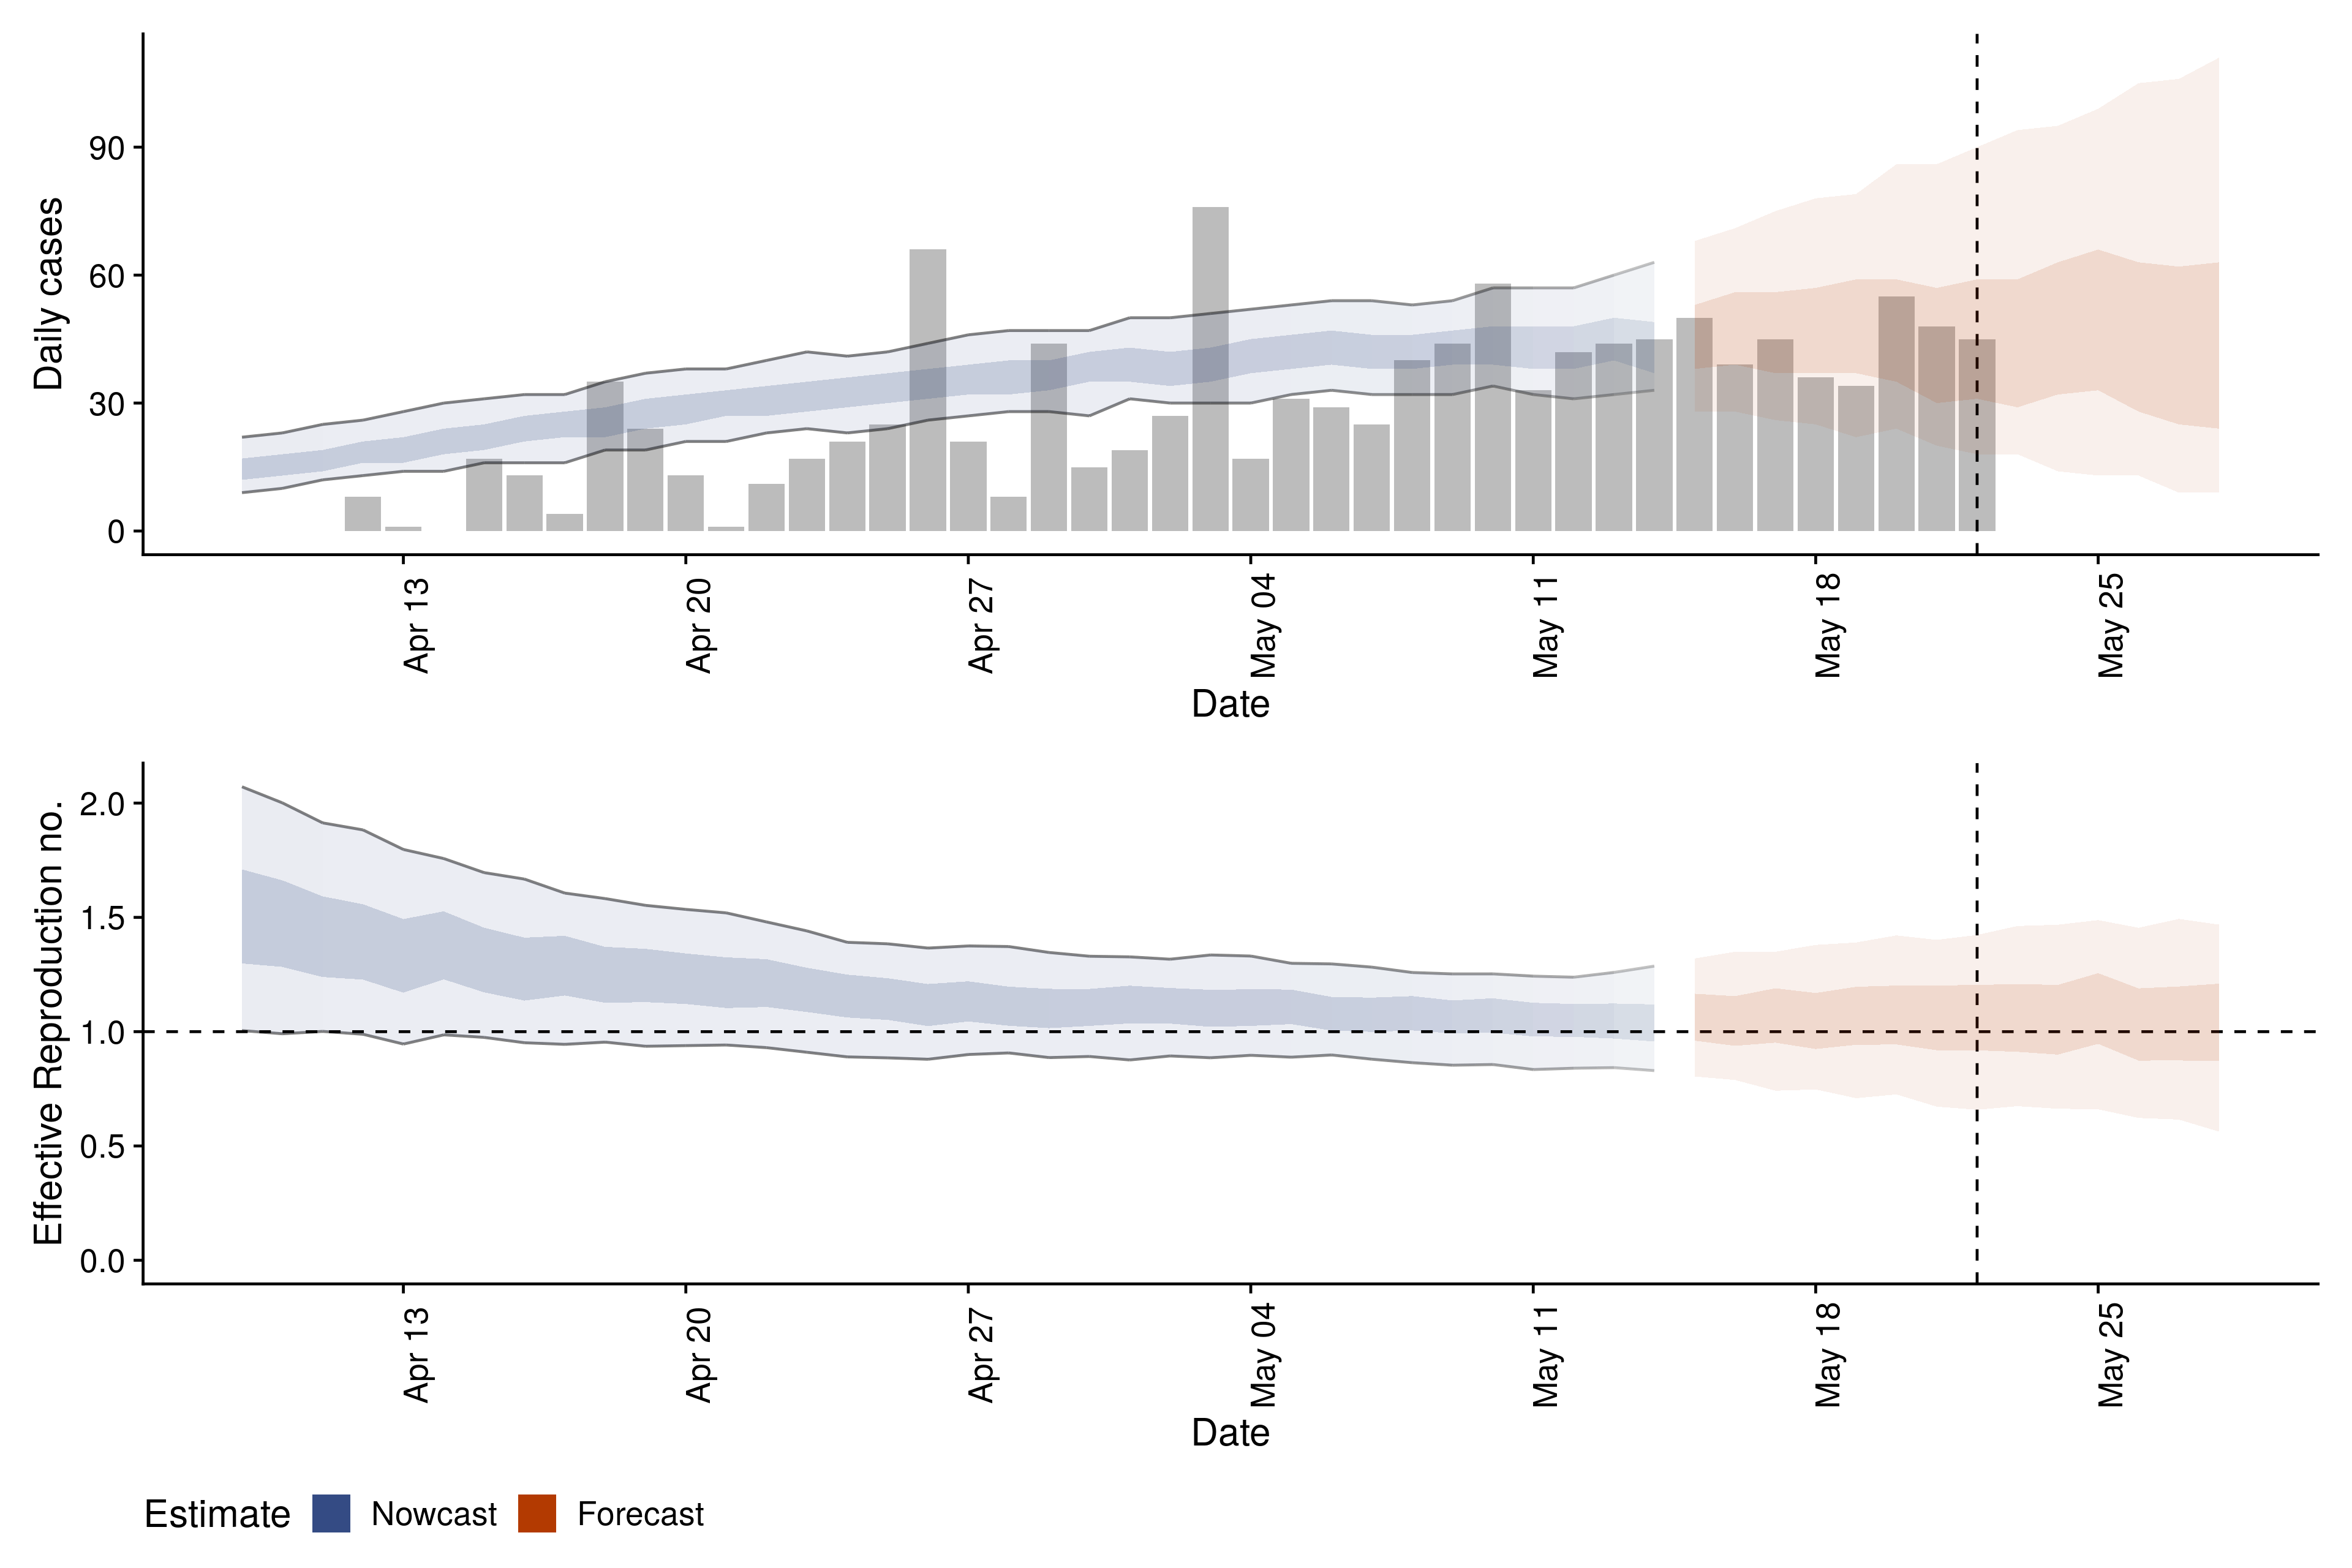 Daily cases
90
60
30
0
Apr 13
Apr 20
Apr 27
May 04
May 11
May 18
May 25
Date
Effective Reproduction no.
2.0
1.5
1.0
0.5
0.0
Apr 13
Apr 20
Apr 27
May 04
May 11
May 18
May 25
Date
Estimate Nowcast Forecast